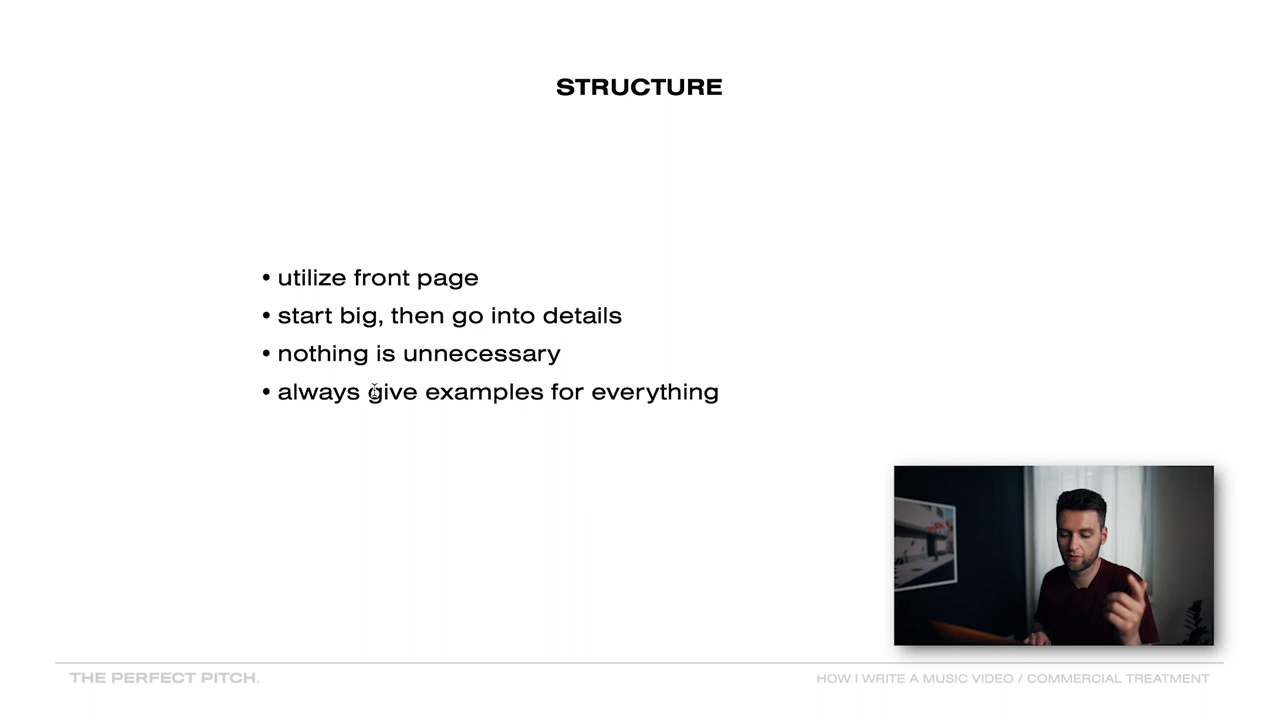 STRUCTURE
• utilize front page
• start big, then go into details
• nothing is unnecessary
• always give examples for everything
THE PERFECT PITCH.
HOW I WRITE A MUSIC VIDEO / COMMERCIAL TREATMENT